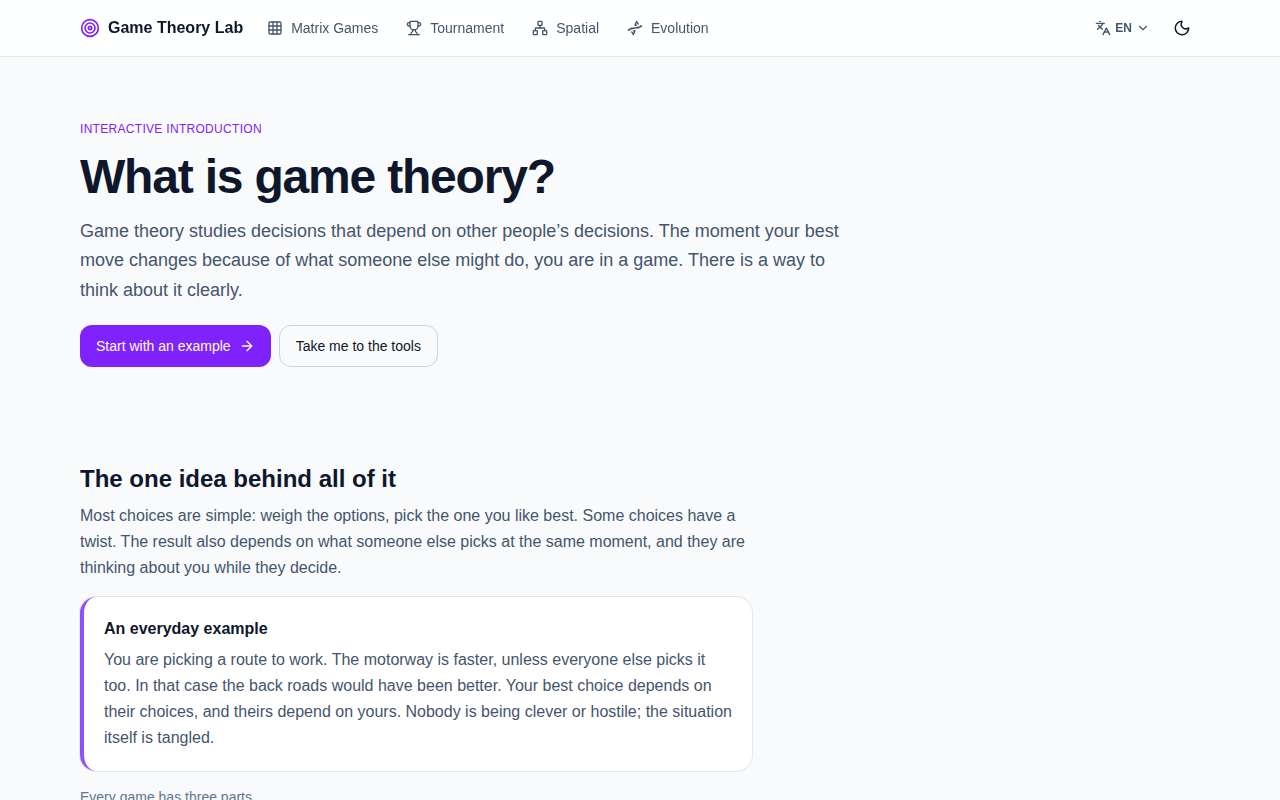 Game Theory Lab
Matrix Games
Tournament
Spatial
Evolution
EN
INTERACTIVE INTRODUCTION
What is game theory?
Game theory studies decisions that depend on other people’s decisions. The moment your best
move changes because of what someone else might do, you are in a game. There is a way to
think about it clearly.
Start with an example
Take me to the tools
The one idea behind all of it
Most choices are simple: weigh the options, pick the one you like best. Some choices have a
twist. The result also depends on what someone else picks at the same moment, and they are
thinking about you while they decide.
An everyday example
You are picking a route to work. The motorway is faster, unless everyone else picks it
too. In that case the back roads would have been better. Your best choice depends on
their choices, and theirs depend on yours. Nobody is being clever or hostile; the situation
itself is tangled.
Every game has three parts